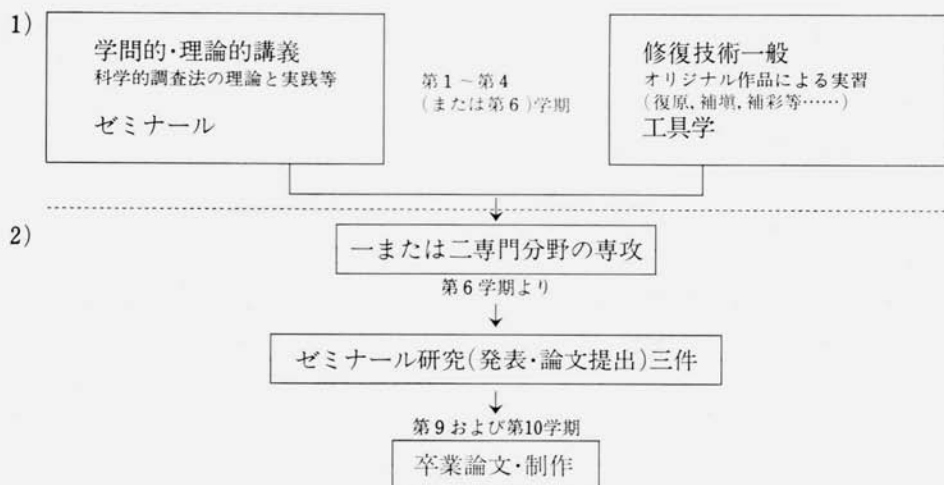 1)
学問的·理論的講義
科学的調査法の理論と実践等
ゼミナール
第1～第4
(または第6)学期
修復技術一般
オリジナル作品による実習
(復原, 補塡, 補彩等……)
工具学
2)
一または二専門分野の専攻
第6学期より
ゼミナール研究(発表·論文提出)三件
第9および第10学期
卒業論文·制作